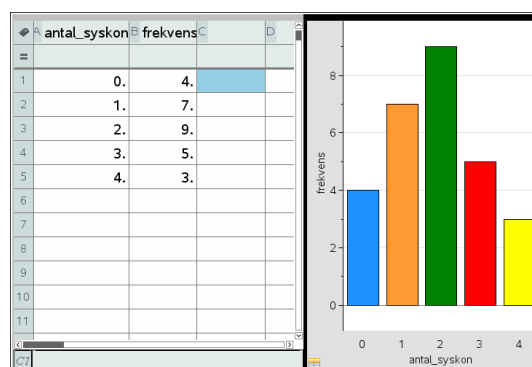 A antal_syskon B frekvens C D
=
1 0. 4.
2 1. 7.
3 2. 9.
4 3. 5.
5 4. 3.
6
7
8
9
10
11
C1
8
6
4
2
0
frekvens
0 1 2 3 4
antal_syskon